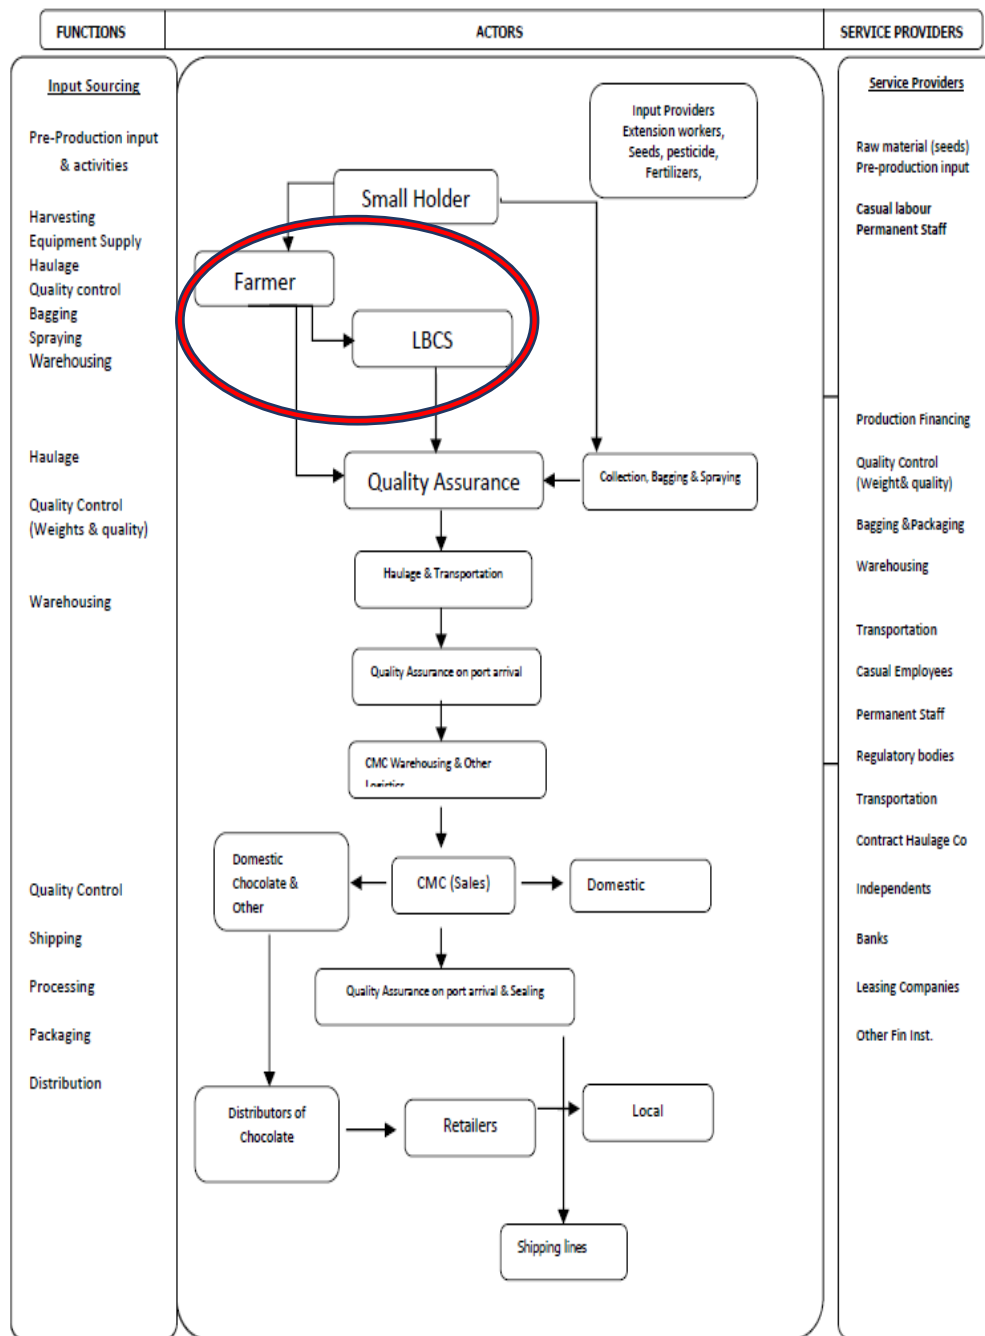 FUNCTIONS
ACTORS
SERVICE PROVIDERS
Input Sourcing
Pre-Production input
& activities
Harvesting
Equipment Supply
Haulage
Quality control
Bagging
Spraying
Warehousing
Haulage
Quality Control
(Weights & quality)
Warehousing
Quality Control
Shipping
Processing
Packaging
Distribution
Input Providers
Extension workers,
Seeds, pesticide,
Fertilizers,
Small Holder
Farmer
LBCS
Quality Assurance
Collection, Bagging & Spraying
Haulage & Transportation
Quality Assurance on port arrival
CMC Warehousing & Other
Logistics
Domestic
Chocolate &
Other
CMC (Sales)
Domestic
Quality Assurance on port arrival & Sealing
Distributors of
Chocolate
Retailers
Local
Shipping lines
Service Providers
Raw material (seeds)
Pre-production input
Casual labour
Permanent Staff
Production Financing
Quality Control
(Weight& quality)
Bagging &Packaging
Warehousing
Transportation
Casual Employees
Permanent Staff
Regulatory bodies
Transportation
Contract Haulage Co
Independents
Banks
Leasing Companies
Other Fin Inst.